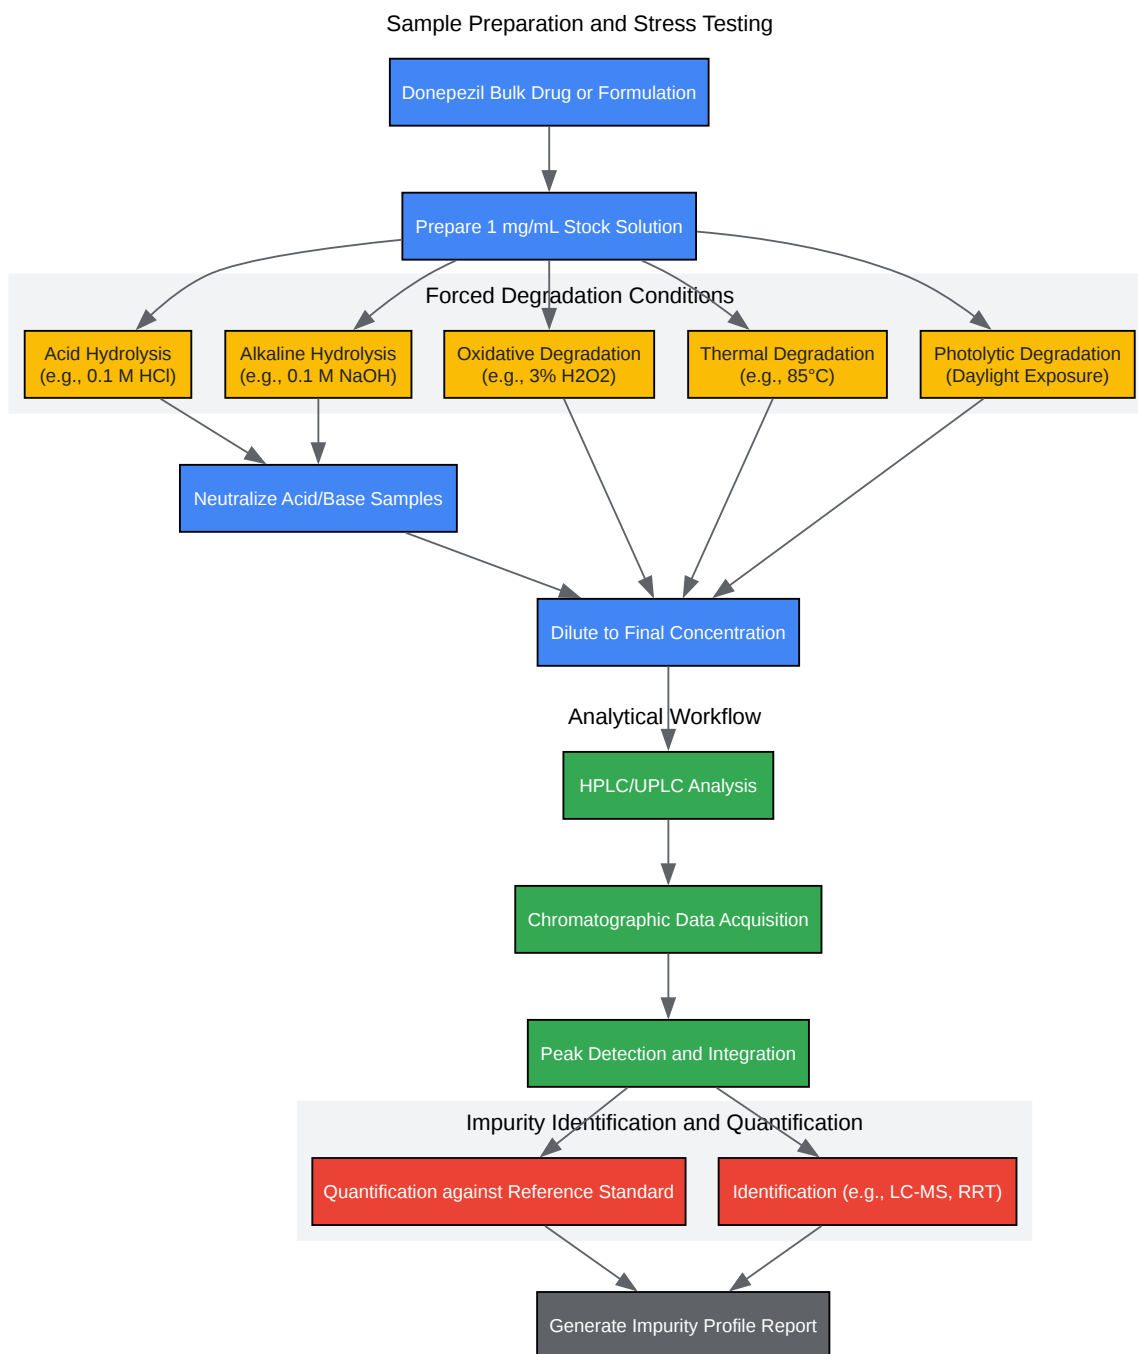 Sample Preparation and Stress Testing
Donepezil Bulk Drug or Formulation
Prepare 1 mg/mL Stock Solution
Forced Degradation Conditions
Acid Hydrolysis
(e.g., 0.1 M HCl)
Alkaline Hydrolysis
(e.g., 0.1 M NaOH)
Oxidative Degradation
(e.g., 3% H2O2)
Thermal Degradation
(e.g., 85°C)
Photolytic Degradation
(Daylight Exposure)
Neutralize Acid/Base Samples
Dilute to Final Concentration
Analytical Workflow
HPLC/UPLC Analysis
Chromatographic Data Acquisition
Peak Detection and Integration
Impurity Identification and Quantification
Quantification against Reference Standard
Identification (e.g., LC-MS, RRT)
Generate Impurity Profile Report